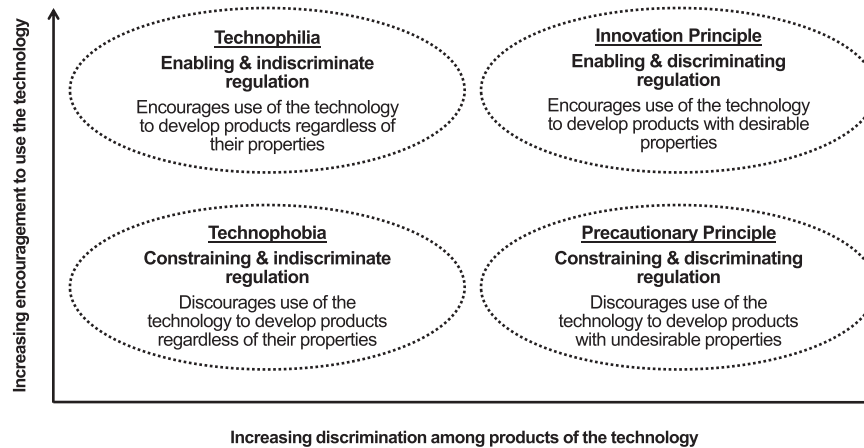 Increasing encouragement to use the technology
Technophilia
Enabling & indiscriminate
regulation
Encourages use of the technology
to develop products regardless of
their properties
Innovation Principle
Enabling & discriminating
regulation
Encourages use of the technology
to develop products with desirable
properties
Technophobia
Constraining & indiscriminate
regulation
Discourages use of the
technology to develop products
regardless of their properties
Precautionary Principle
Constraining & discriminating
regulation
Discourages use of the
technology to develop products
with undesirable properties
Increasing discrimination among products of the technology